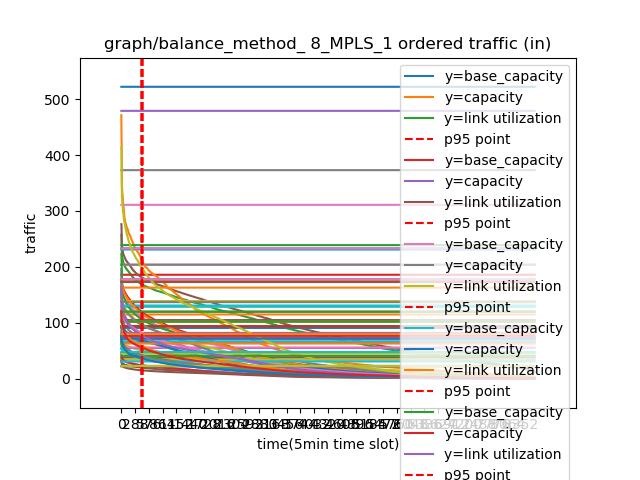 graph/balance_method_ 8_MPLS_1 ordered traffic (in)
traffic
500
400
300
200
100
0
y=base_capacity
y=capacity
y=link utilization
p95 point
y=base_capacity
y=capacity
y=link utilization
p95 point
y=base_capacity
y=capacity
y=link utilization
p95 point
y=base_capacity
y=capacity
y=link utilization
p95 point
y=base_capacity
y=capacity
y=link utilization
p95 point
time(5min time slot)